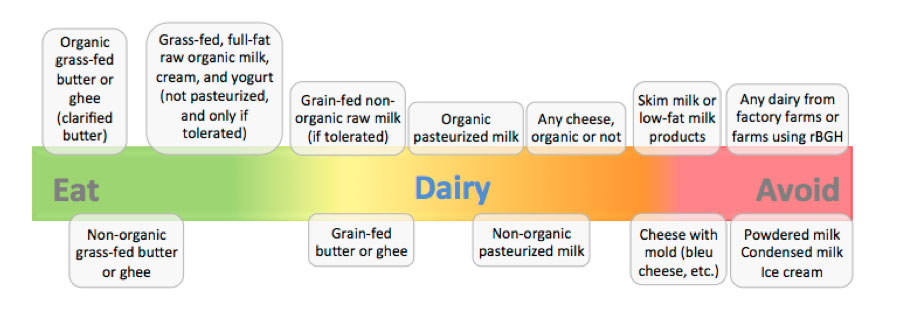 Organic
grass-fed
butter or
ghee
(clarified
butter)
Grass-fed, full-fat
raw organic milk,
cream, and yogurt
(not pasteurized,
and only if
tolerated)
Grain-fed non-
organic raw milk
(if tolerated)
Organic
pasteurized milk
Any cheese,
organic or not
Skim milk or
low-fat milk
products
Any dairy from
factory farms or
farms using rBGH
Eat
Dairy
Avoid
Non-organic
grass-fed butter
or ghee
Grain-fed
butter or ghee
Non-organic
pasteurized milk
Cheese with
mold (bleu
cheese, etc.)
Powdered milk
Condensed milk
Ice cream